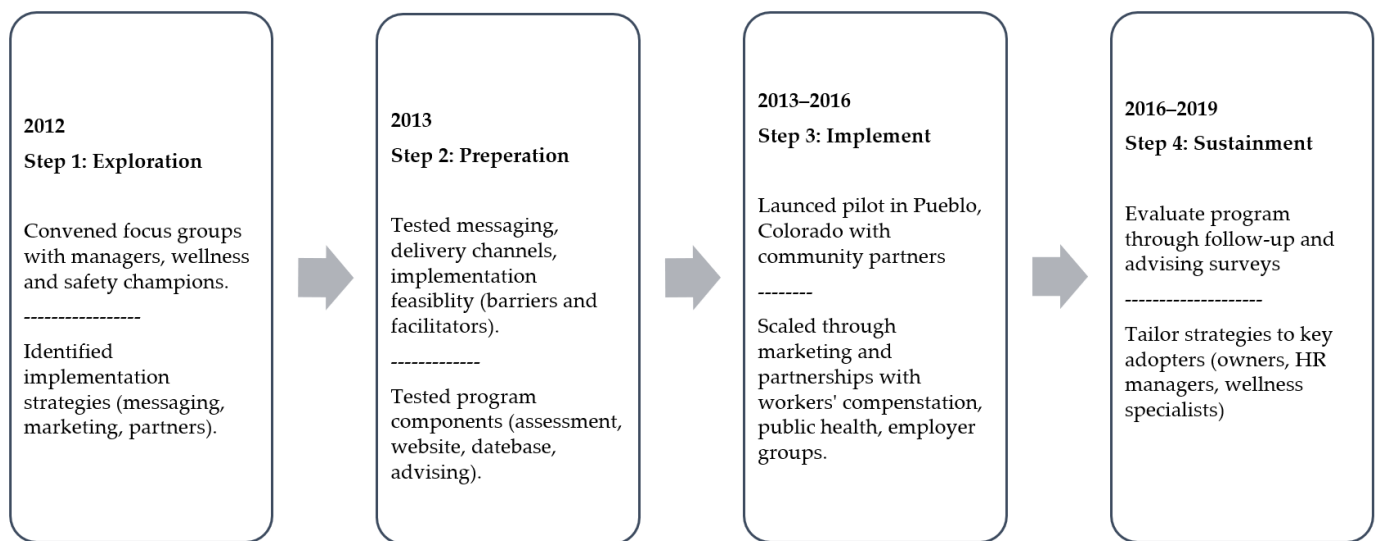 2012
Step 1: Exploration
Convened focus groups
with managers, wellness
and safety champions.
-----------------
Identified
implementation
strategies (messaging,
marketing, partners).
2013
Step 2: Preperation
Tested messaging,
delivery channels,
implementation
feasiblity (barriers and
facilitators).
-------------
Tested program
components (assessment,
website, datebase,
advising).
2013–2016
Step 3: Implement
Launced pilot in Pueblo,
Colorado with
community partners
--------
Scaled through
marketing and
partnerships with
workers' compenstation,
public health, employer
groups.
2016–2019
Step 4: Sustainment
Evaluate program
through follow-up and
advising surveys
--------------------
Tailor strategies to key
adopters (owners, HR
managers, wellness
specialists)